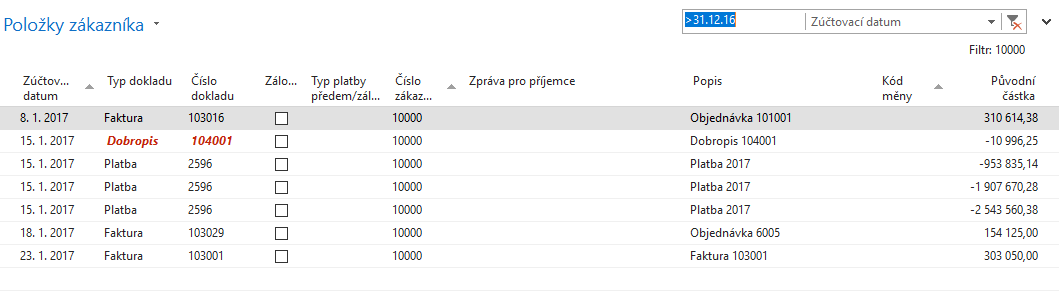 Položky zákazníka
>31.12.16 Zúčtovací datum
Filtr: 10000
Zúčtov... datum Typ dokladu Číslo dokladu Zálo... Typ platby předem/zál... Číslo zákaz... Zpráva pro příjemce Popis Kód měny Původní částka
8. 1. 2017 Faktura 103016 10000 Objednávka 101001 310 614,38
15. 1. 2017 Dobropis 104001 10000 Dobropis 104001 -10 996,25
15. 1. 2017 Platba 2596 10000 Platba 2017 -953 835,14
15. 1. 2017 Platba 2596 10000 Platba 2017 -1 907 670,28
15. 1. 2017 Platba 2596 10000 Platba 2017 -2 543 560,38
18. 1. 2017 Faktura 103029 10000 Objednávka 6005 154 125,00
23. 1. 2017 Faktura 103001 10000 Faktura 103001 303 050,00